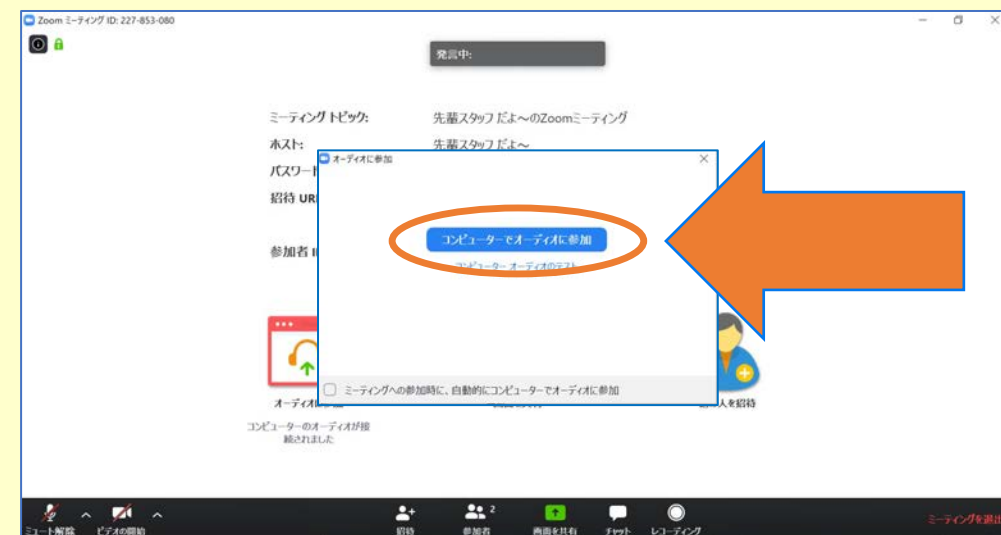 Zoom ミーティング ID: 227-853-080
発言中:
ミーティング トピック: 先輩スタッフ だよ～のZoomミーティング
ホスト: 先輩スタッフ だよ～
パスワード
招待 UR
参加者
オーディオに参加
コンピューターでオーディオに参加
コンピューター オーディオのテスト
ミーティングへの参加時に、自動的にコンピューターでオーディオに参加
オーディオ
人を招待
コンピューターのオーディオが接
続されました
ミュート解除 ビデオの開始 招待 参加者 2 画面を共有 チャット レコーディング ミーティングを退出